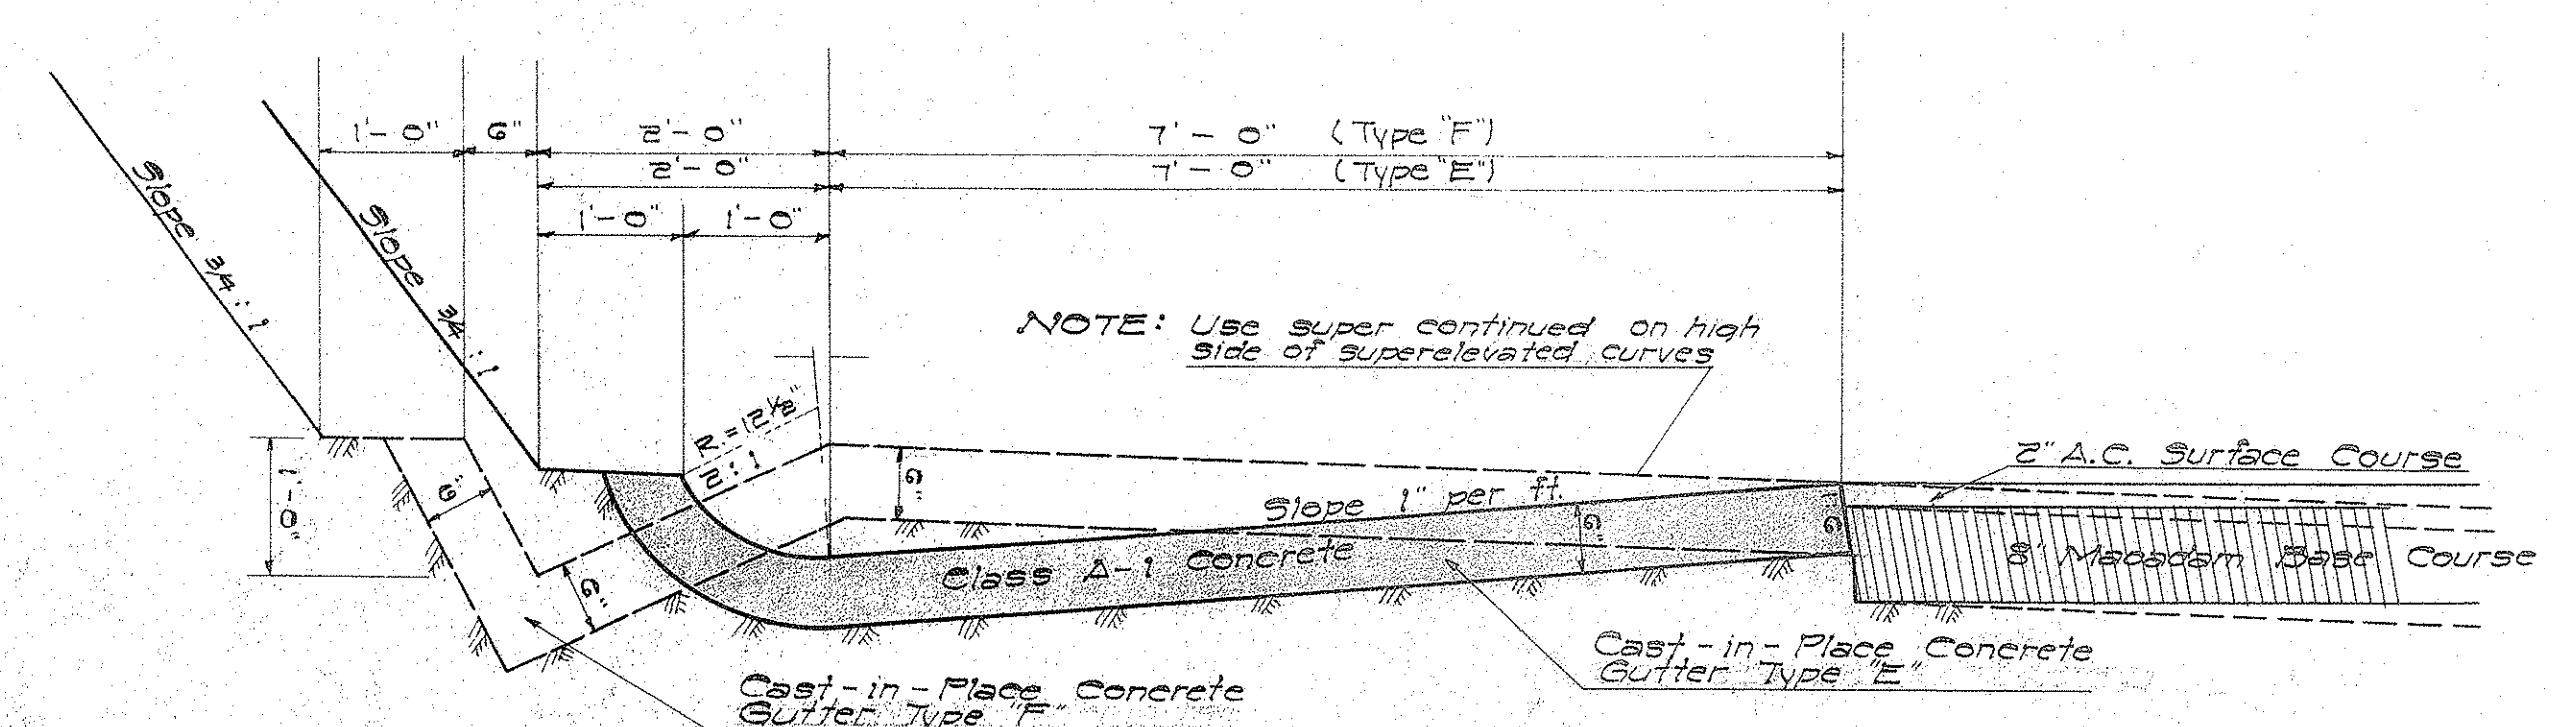 1'-0" 6" 2'-0" 7'-0" (Type "F")
2'-0" 7'-0" (Type "E")
1'-0" 1'-0"
Slope 3/4:1
Slope 3/4:1
NOTE: Use super continued on high
side of superelevated curves
R.=12½"
2:1
2" A.C. Surface Course
1'-0"
6"
6"
Slope 1" per ft.
6"
6"
6"
Class A-1 Concrete
8" Macadam Base Course
Cast-in-Place Concrete
Gutter Type "E"
Cast-in-Place Concrete
Gutter Type "F"